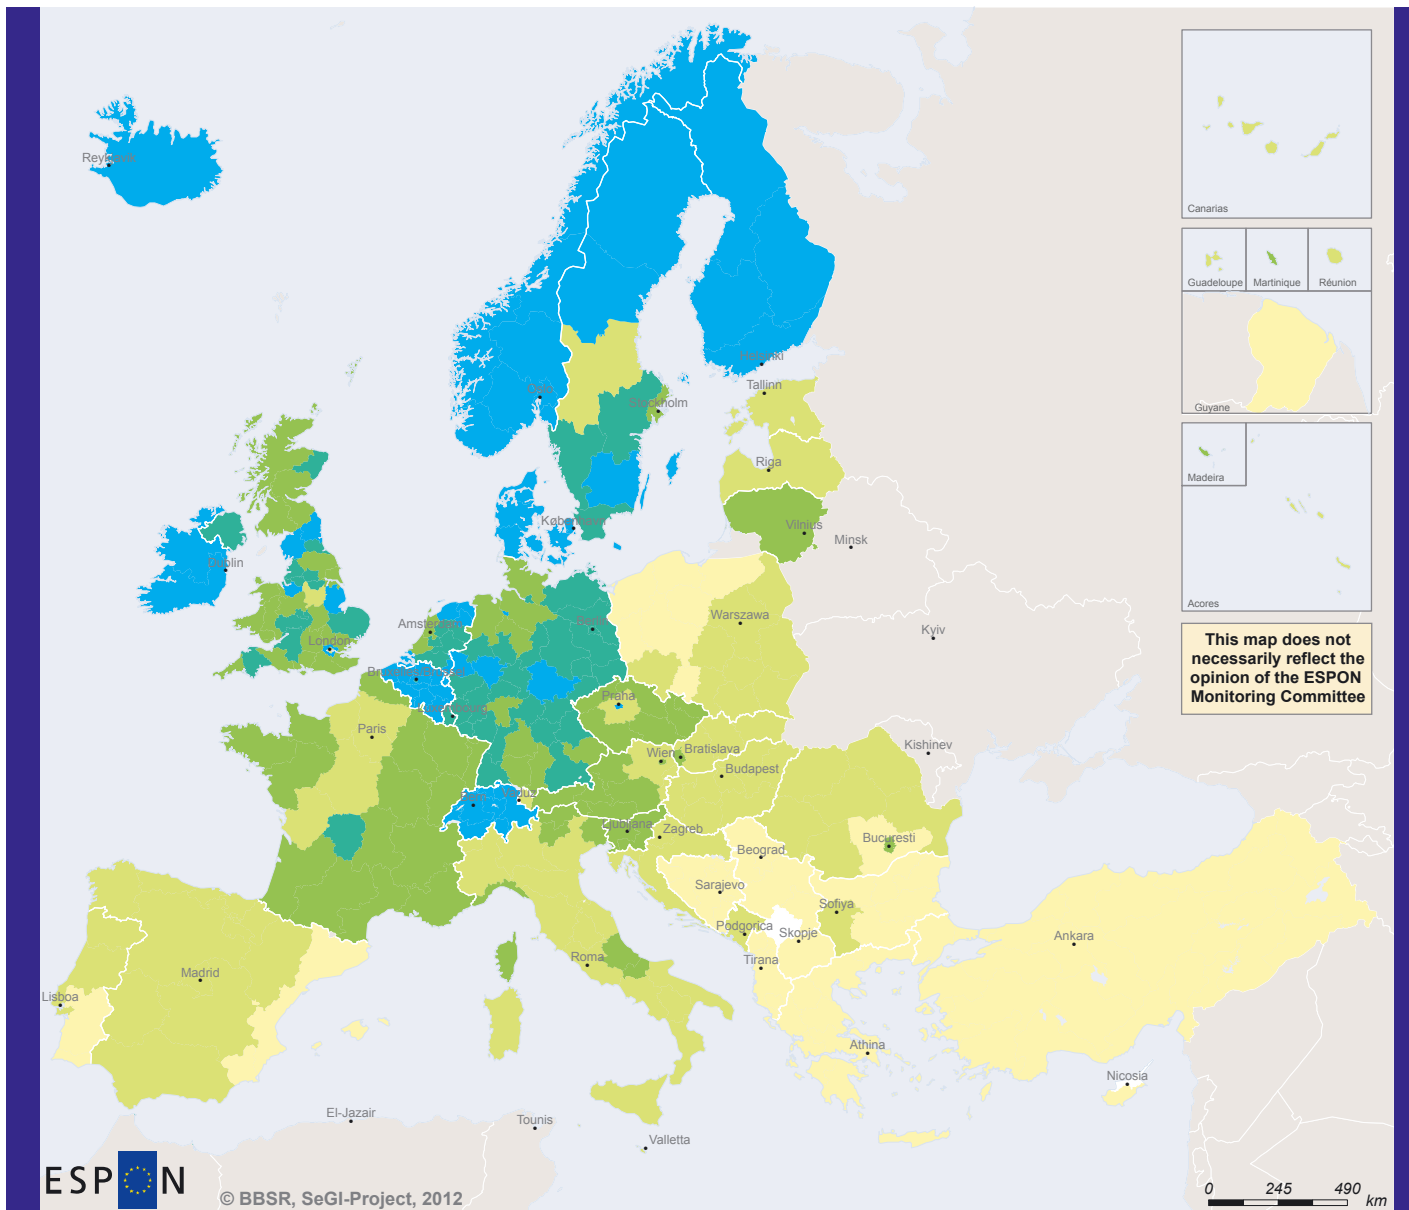 Reykjavik
Canarias
Guadeloupe
Martinique
Réunion
Guyane
Madeira
Acores
This map does not
necessarily reflect the
opinion of the ESPON
Monitoring Committee
Helsinki
Oslo
Stockholm
Tallinn
Riga
København
Vilnius
Minsk
Dublin
London
Amsterdam
Berlin
Warszawa
Kyiv
Luxembourg
Praha
Paris
Wien
Bratislava
Budapest
Kishinev
Bern
Vaduz
Ljubljana
Zagreb
Beograd
Bucuresti
Sarajevo
Sofiya
Podgorica
Skopje
Tirana
Ankara
Madrid
Roma
Lisboa
Athina
Nicosia
El-Jazair
Tounis
Valletta
ESPON
© BBSR, SeGI-Project, 2012
0 245 490
km